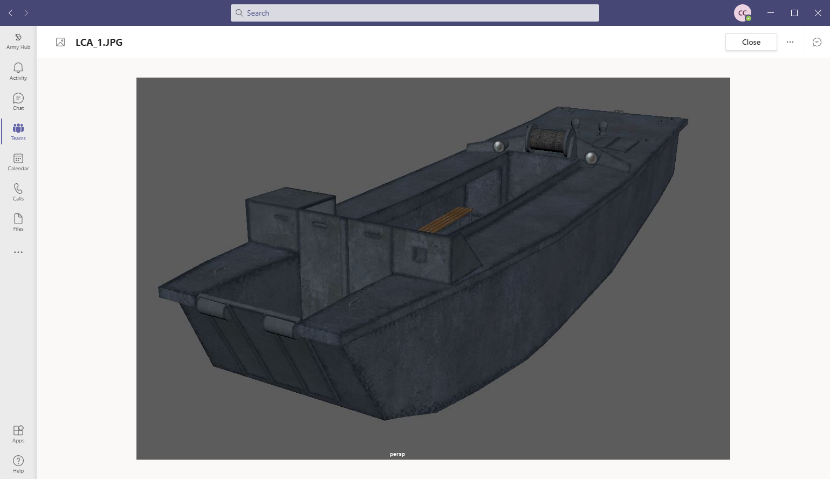 Search
CC
Army Hub
LCA_1.JPG
Close
Activity
Chat
Teams
Calendar
Calls
Files
Apps
Help
persp